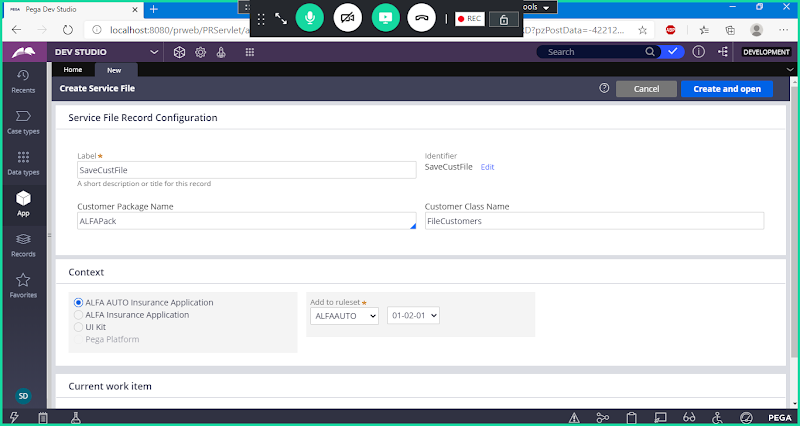 PEGA Pega Dev Studio
REC
ools
localhost:8080/prweb/PRServlet/a
D?pzPostData=-42212...
DEV STUDIO
Search
DEVELOPMENT
Home
New
Create Service File
Cancel
Create and open
Recents
Case types
Data types
App
Records
Favorites
SD
Service File Record Configuration
Label
SaveCustFile
A short description or title for this record
Identifier
SaveCustFile Edit
Customer Package Name
ALFAPack
Customer Class Name
FileCustomers
Context
ALFA AUTO Insurance Application
ALFA Insurance Application
UI Kit
Pega Platform
Add to ruleset
ALFAAUTO
01-02-01
Current work item
PEGA